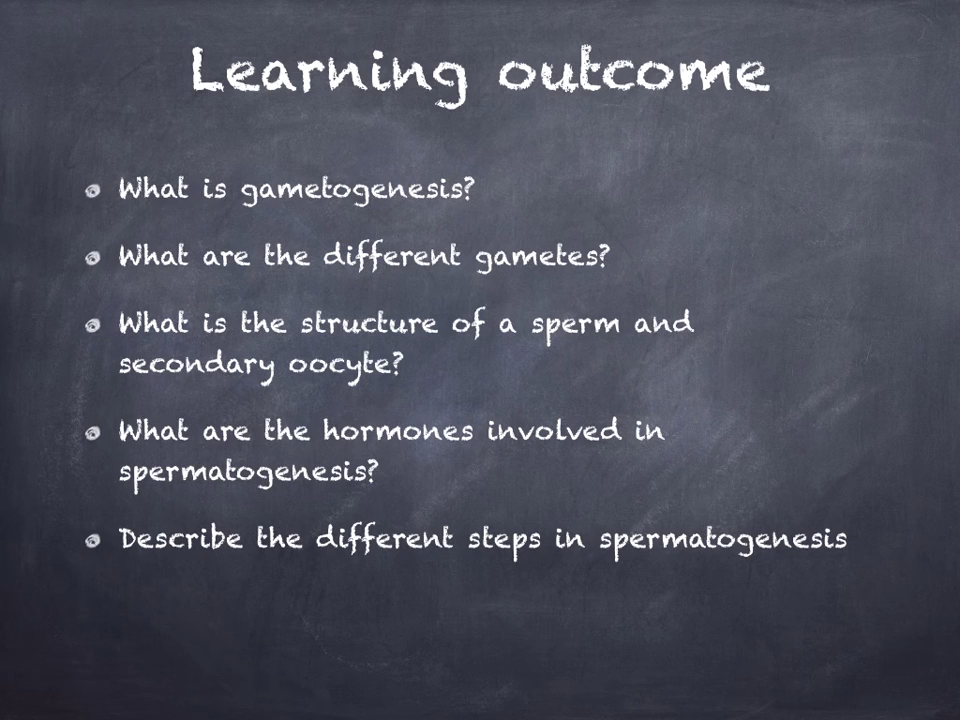 Learning outcome
What is gametogenesis?
What are the different gametes?
What is the structure of a sperm and
secondary oocyte?
What are the hormones involved in
spermatogenesis?
Describe the different steps in spermatogenesis